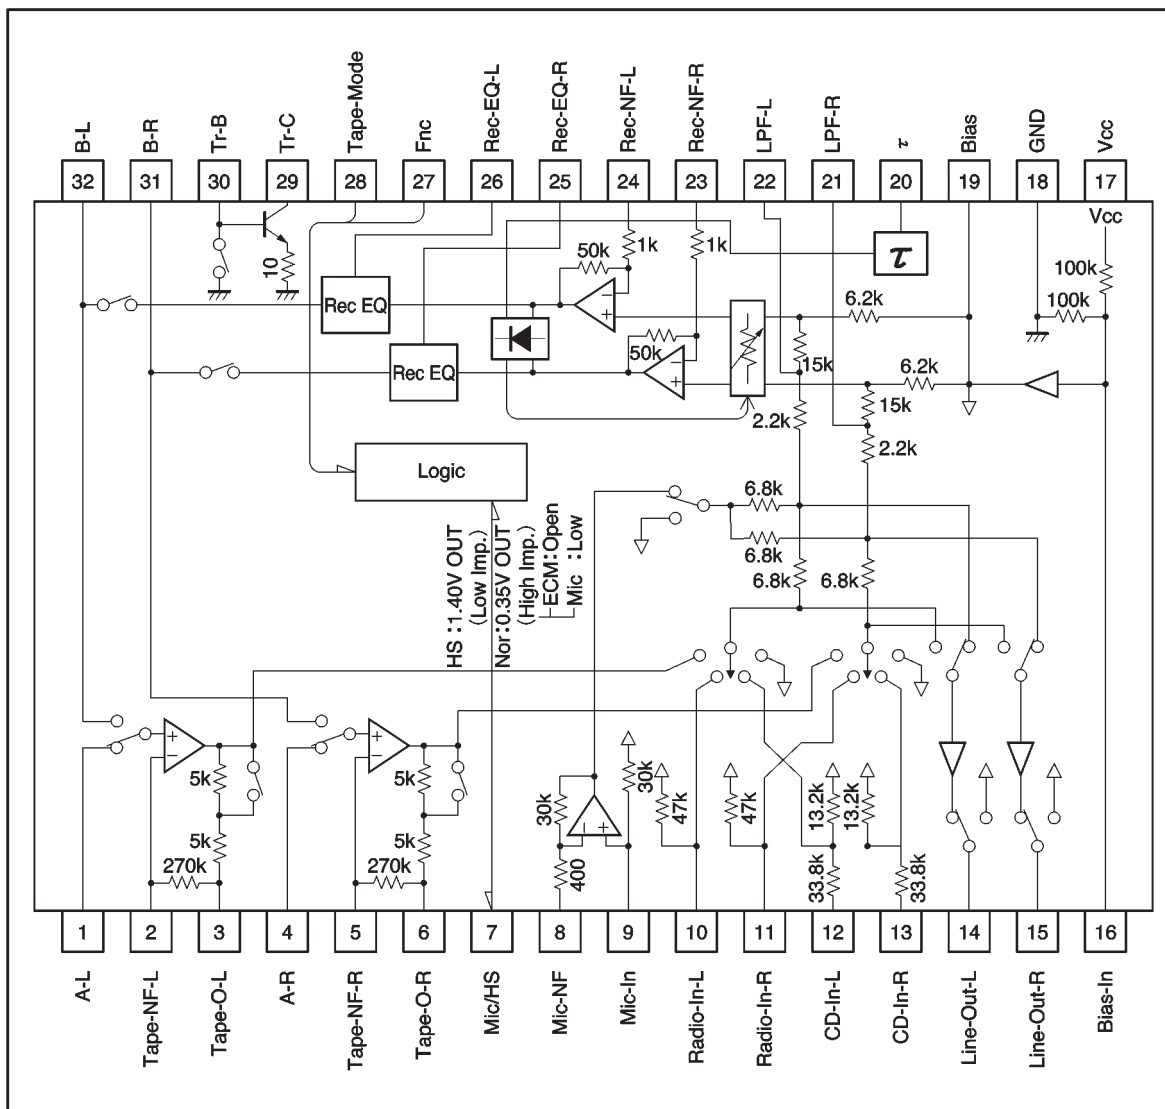 B-L
B-R
Tr-B
Tr-C
Tape-Mode
Fnc
Rec-EQ-L
Rec-EQ-R
Rec-NF-L
Rec-NF-R
LPF-L
LPF-R
τ
Bias
GND
Vcc
32
31
30
29
28
27
26
25
24
23
22
21
20
19
18
17
Vcc
10
50k
1k
1k
τ
100k
100k
Rec EQ
6.2k
50k
15k
Rec EQ
6.2k
15k
2.2k
2.2k
Logic
6.8k
6.8k
6.8k
6.8k
HS :1.40V OUT
(Low Imp.)
Nor:0.35V OUT
(High Imp.)
ECM:Open
Mic :Low
+
−
+
−
+
−
+
−
−
+
5k
5k
270k
5k
5k
270k
30k
400
30k
47k
47k
13.2k
13.2k
33.8k
33.8k
1
2
3
4
5
6
7
8
9
10
11
12
13
14
15
16
A-L
Tape-NF-L
Tape-O-L
A-R
Tape-NF-R
Tape-O-R
Mic/HS
Mic-NF
Mic-In
Radio-In-L
Radio-In-R
CD-In-L
CD-In-R
Line-Out-L
Line-Out-R
Bias-In